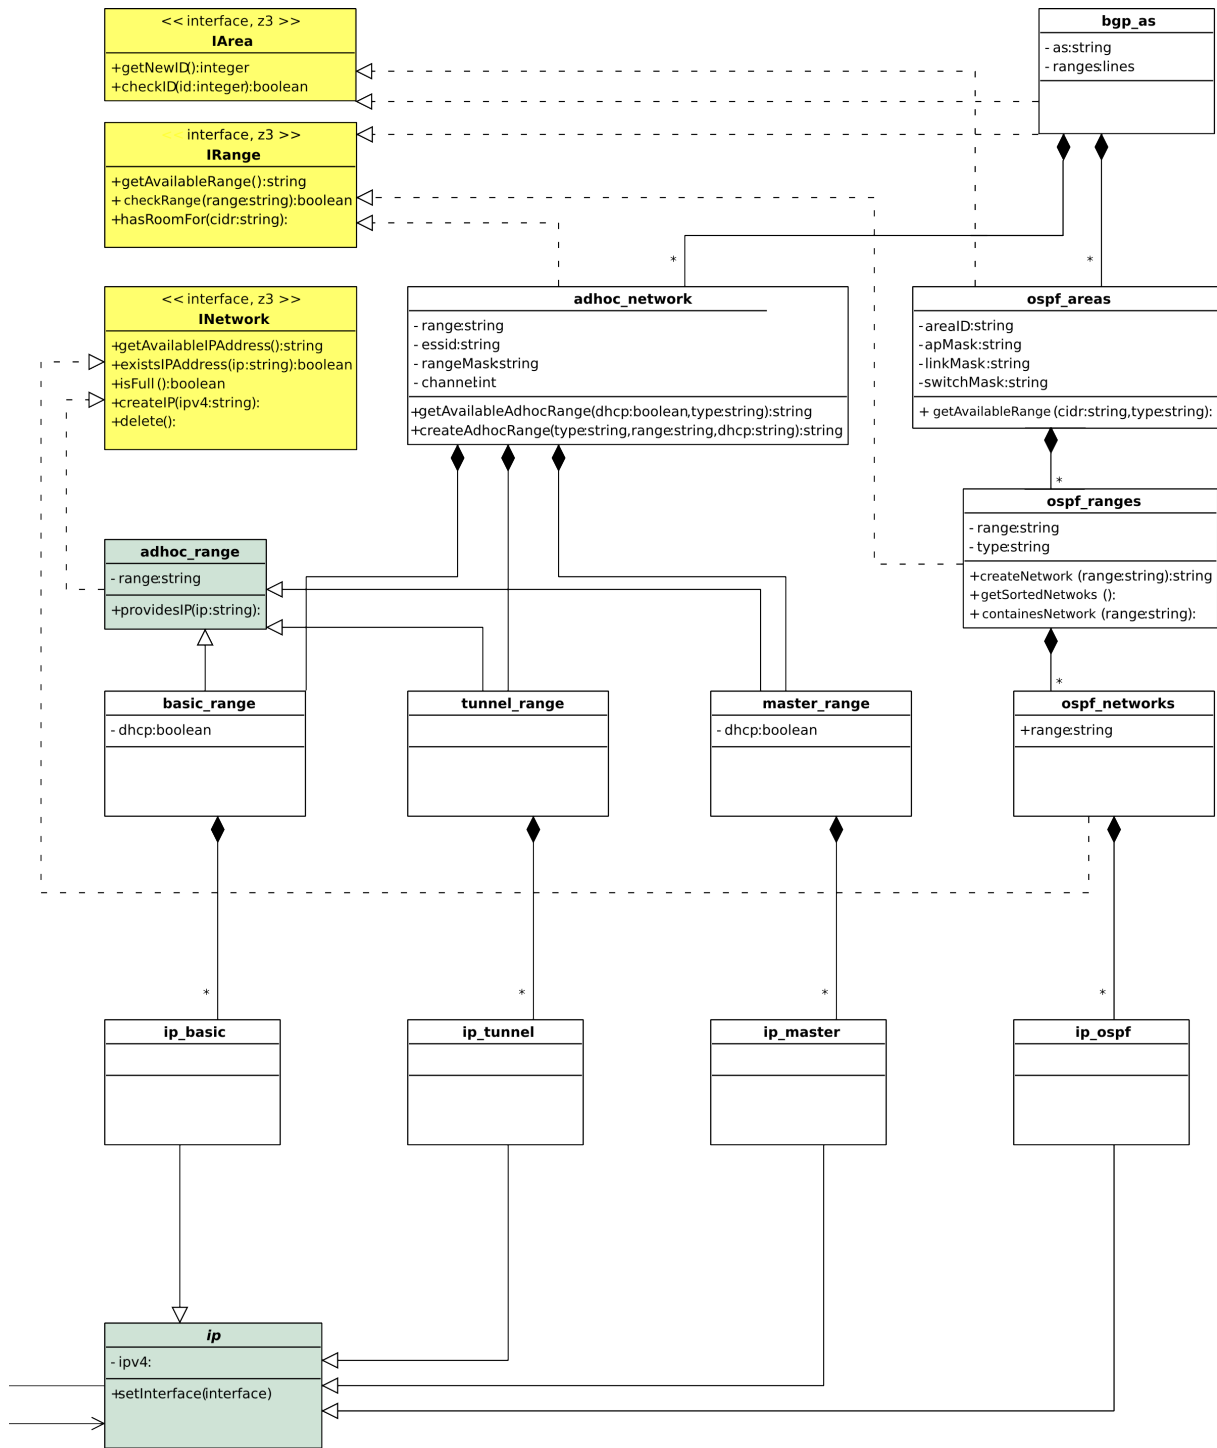 << interface, z3 >>
IArea
+getNewID():integer
+checkID(id:integer):boolean
bgp_as
- as:string
- ranges:lines
interface, z3 >>
IRange
+getAvailableRange():string
+ checkRange(range:string):boolean
+hasRoomFor(cidr:string):
*
*
<< interface, z3 >>
INetwork
+getAvailableIPAddress():string
+existsIPAddress(ip:string):boolean
+isFull():boolean
+createIP(ipv4:string):
+delete():
adhoc_network
- range:string
- essid:string
- rangeMask:string
- channel:int
+getAvailableAdhocRange(dhcp:boolean,type:string):string
+createAdhocRange(type:string,range:string,dhcp:string):string
ospf_areas
-areaID:string
-apMask:string
-linkMask:string
-switchMask:string
+ getAvailableRange (cidr:string,type:string):
*
ospf_ranges
- range:string
- type:string
+createNetwork (range:string):string
+getSortedNetwoks ():
+ containesNetwork (range:string):
*
adhoc_range
- range:string
+providesIP(ip:string):
basic_range
- dhcp:boolean
tunnel_range
master_range
- dhcp:boolean
ospf_networks
+range:string
*
*
*
*
ip_basic
ip_tunnel
ip_master
ip_ospf
ip
- ipv4:
+setInterface(interface)